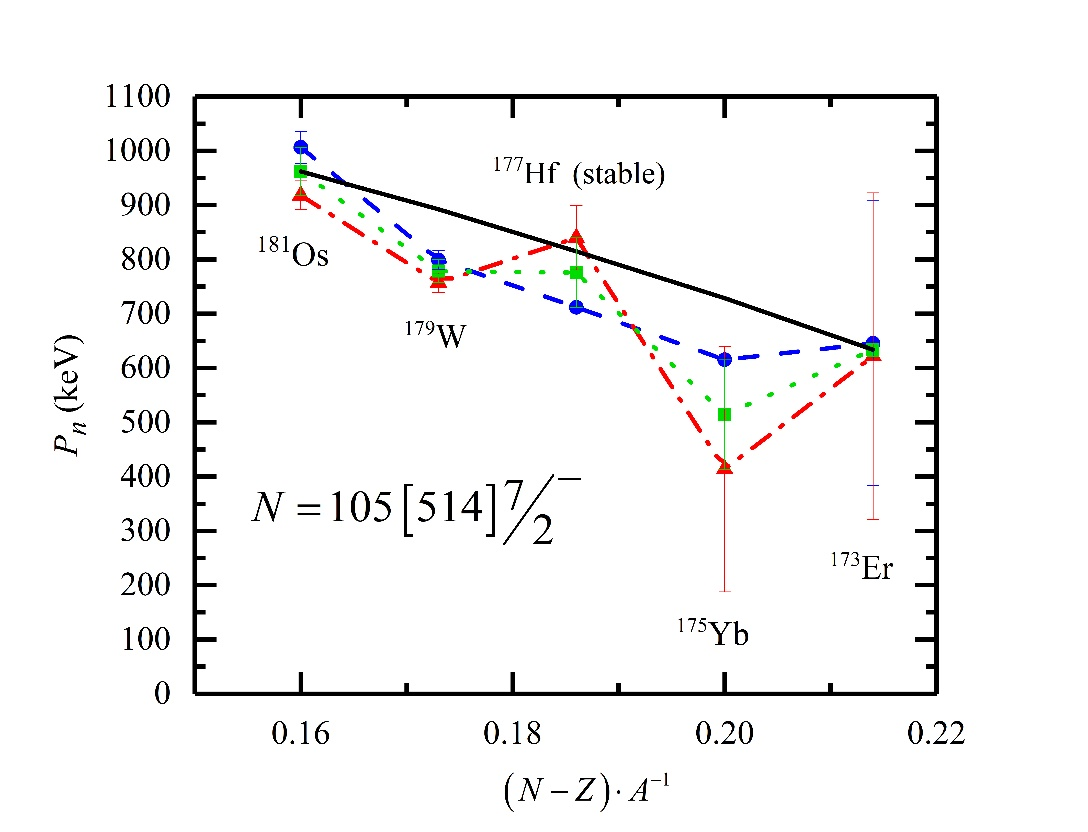 1100
1000
900
800
700
600
500
400
300
200
100
0
P_n (keV)
¹⁷⁷Hf (stable)
¹⁸¹Os
¹⁷⁹W
N = 105[514]7/2⁻
¹⁷³Er
¹⁷⁵Yb
0.16 0.18 0.20 0.22
(N − Z)·A⁻¹